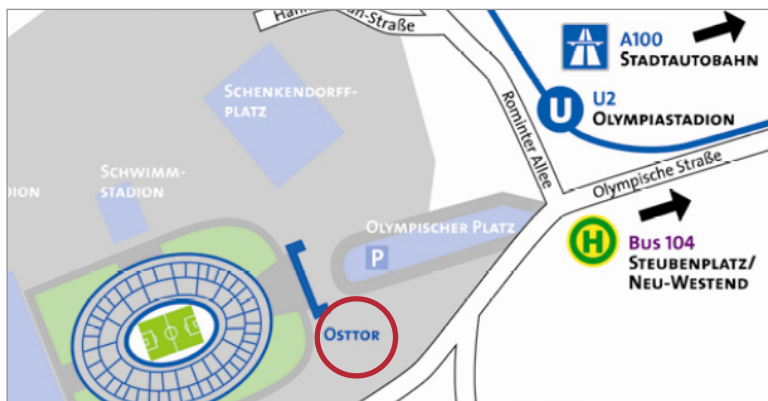 A100
STADTAUTOBAHN
SCHENKENDORFF-
PLATZ
U
U2
OLYMPIASTADION
Rominter Allee
Olympische Straße
SCHWIMM-
STADION
DION
OLYMPISCHER PLATZ
P
H
Bus 104
STEUBENPLATZ/
NEU-WESTEND
OSTTOR